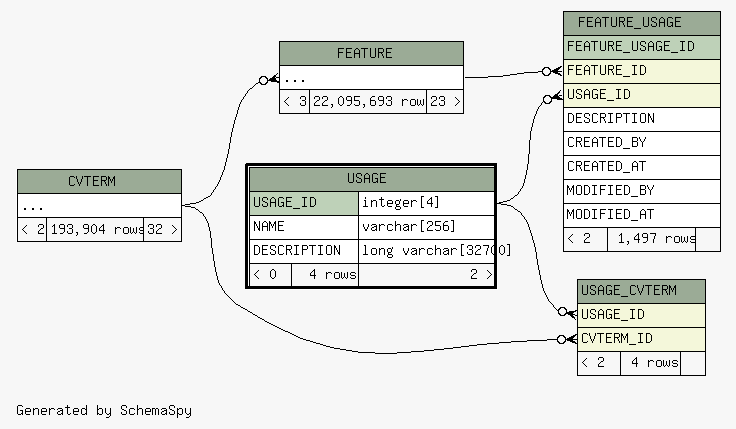 FEATURE_USAGE
FEATURE_USAGE_ID
FEATURE_ID
USAGE_ID
DESCRIPTION
CREATED_BY
CREATED_AT
MODIFIED_BY
MODIFIED_AT
< 2 1,497 rows
FEATURE
...
< 3 22,095,693 row 23 >
CVTERM
...
< 2 193,904 rows 32 >
USAGE
USAGE_ID integer[4]
NAME varchar[256]
DESCRIPTION long varchar[32700]
< 0 4 rows 2 >
USAGE_CVTERM
USAGE_ID
CVTERM_ID
< 2 4 rows
Generated by SchemaSpy